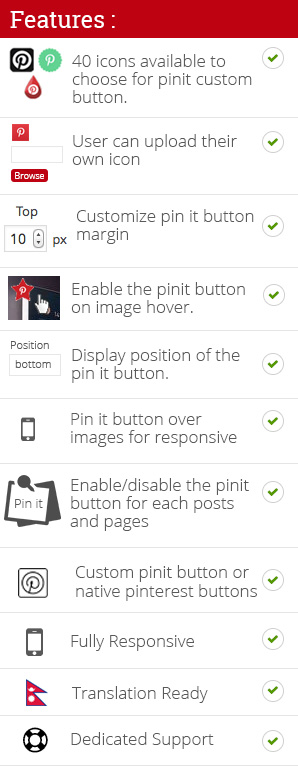 Features :
40 icons available to
choose for pinit custom
button.
User can upload their
own icon
Browse
Top
10 px
Customize pin it button
margin
Enable the pinit button
on image hover.
Position
bottom
Display position of the
pin it button.
Pin it button over
images for responsive
Pin it
Enable/disable the pinit
button for each posts
and pages
Custom pinit button or
native pinterest buttons
Fully Responsive
Translation Ready
Dedicated Support